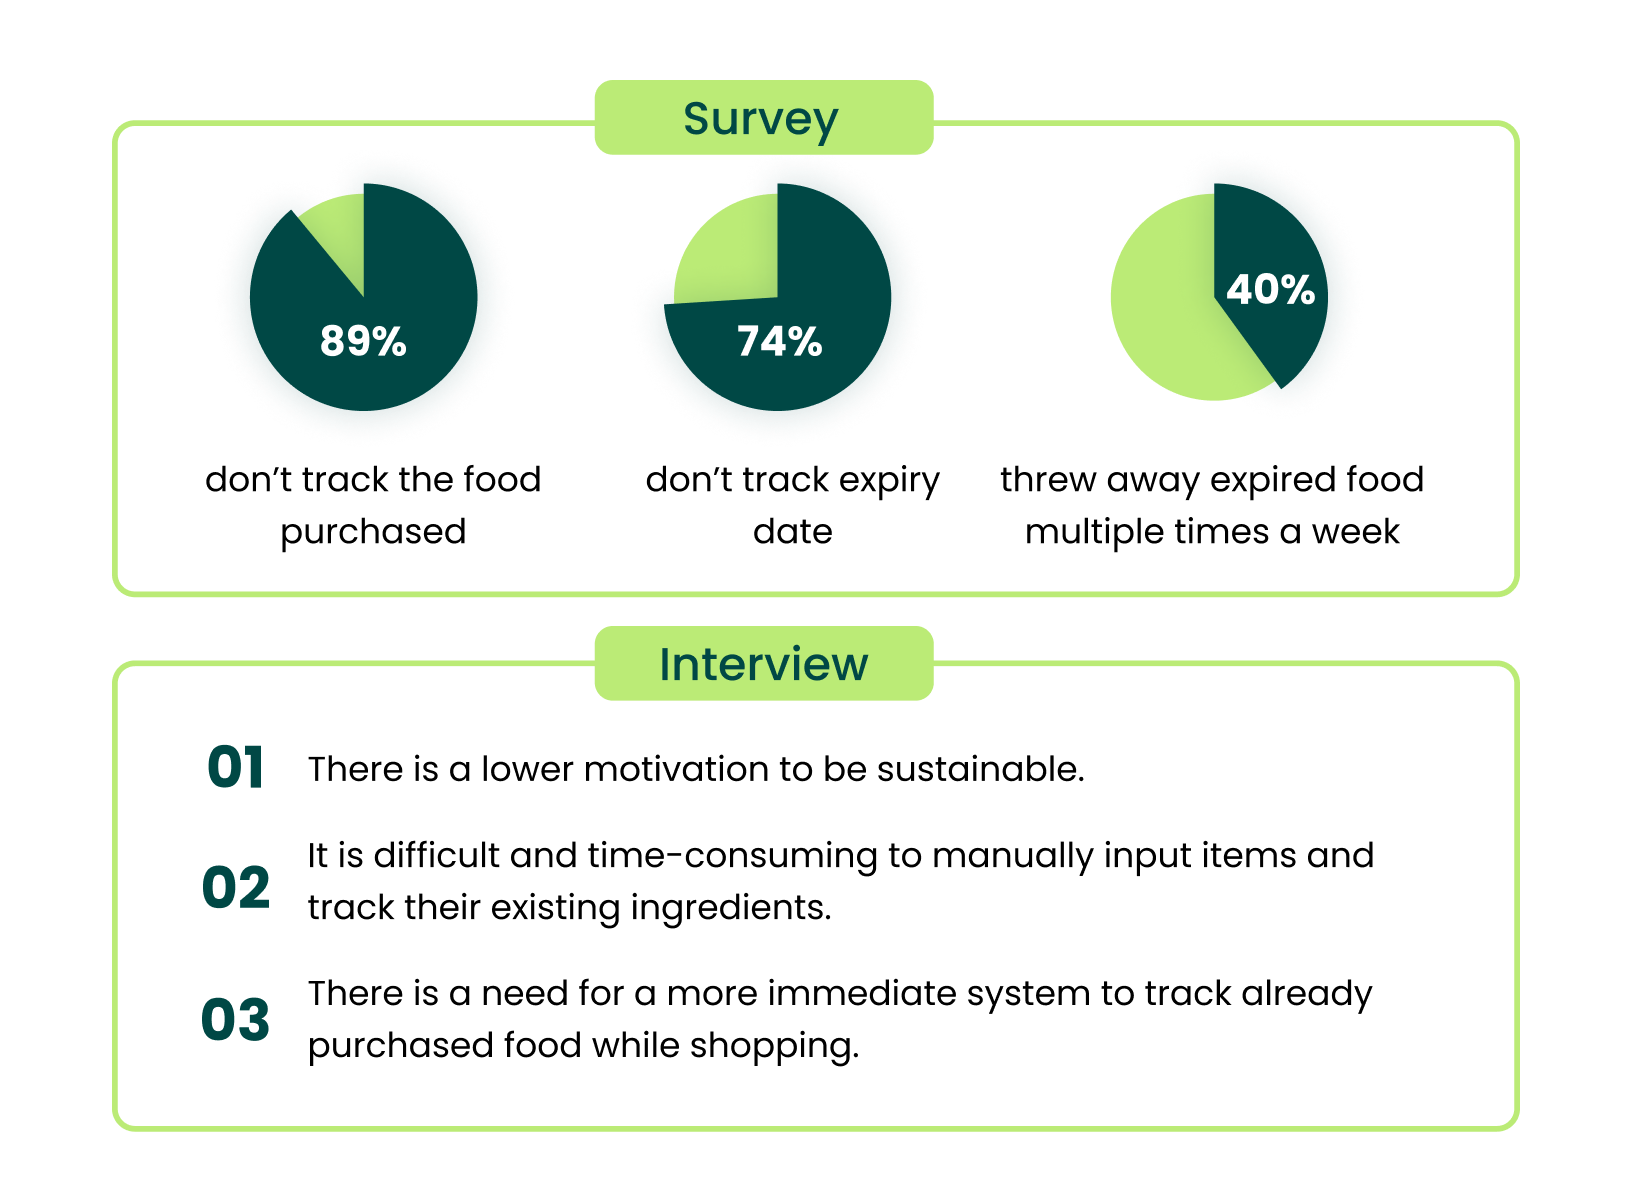 Survey
89%
74%
40%
don’t track the food
purchased
don’t track expiry
date
threw away expired food
multiple times a week
Interview
01
There is a lower motivation to be sustainable.
02
It is difficult and time-consuming to manually input items and
track their existing ingredients.
03
There is a need for a more immediate system to track already
purchased food while shopping.